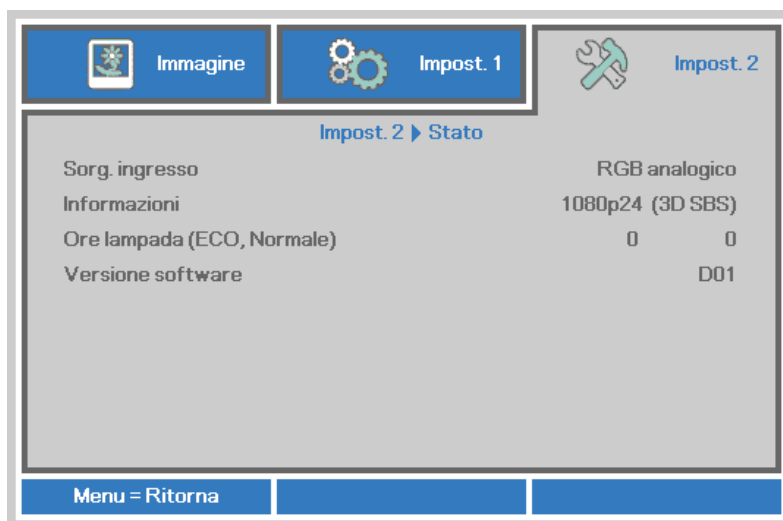 Immagine Impost. 1 Impost. 2
Impost. 2 ▶ Stato
Sorg. ingresso RGB analogico
Informazioni 1080p24 (3D SBS)
Ore lampada (ECO, Normale) 0 0
Versione software D01
Menu = Ritorna